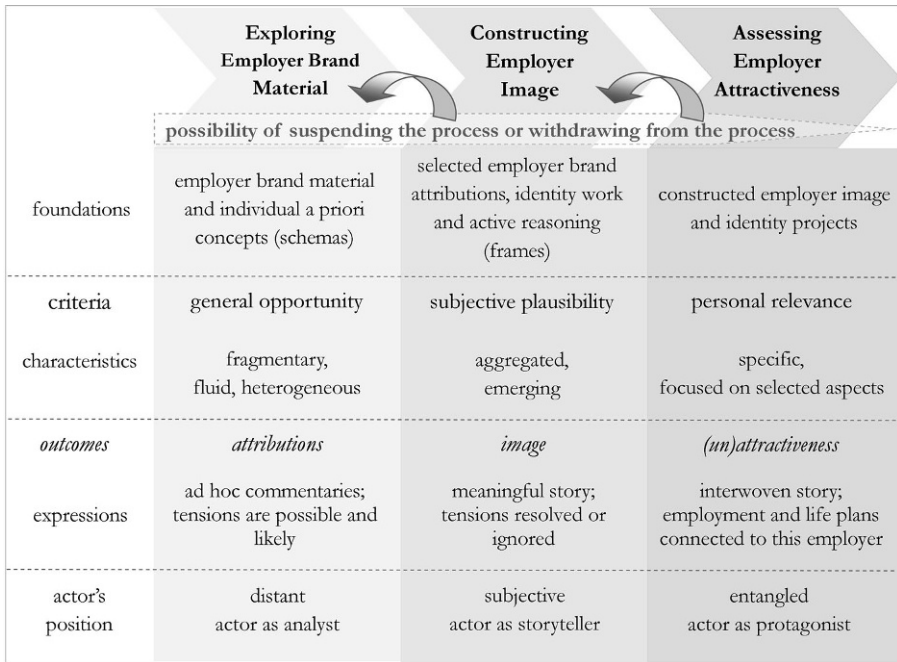 Exploring
Employer Brand
Material
Constructing
Employer
Image
Assessing
Employer
Attractiveness
possibility of suspending the process or withdrawing from the process
foundations
employer brand material
and individual a priori
concepts (schemas)
selected employer brand
attributions, identity work
and active reasoning
(frames)
constructed employer image
and identity projects
criteria
general opportunity
subjective plausibility
personal relevance
characteristics
fragmentary,
fluid, heterogeneous
aggregated,
emerging
specific,
focused on selected aspects
outcomes
attributions
image
(un)attractiveness
expressions
ad hoc commentaries;
tensions are possible and
likely
meaningful story;
tensions resolved or
ignored
interwoven story;
employment and life plans
connected to this employer
actor's
position
distant
actor as analyst
subjective
actor as storyteller
entangled
actor as protagonist